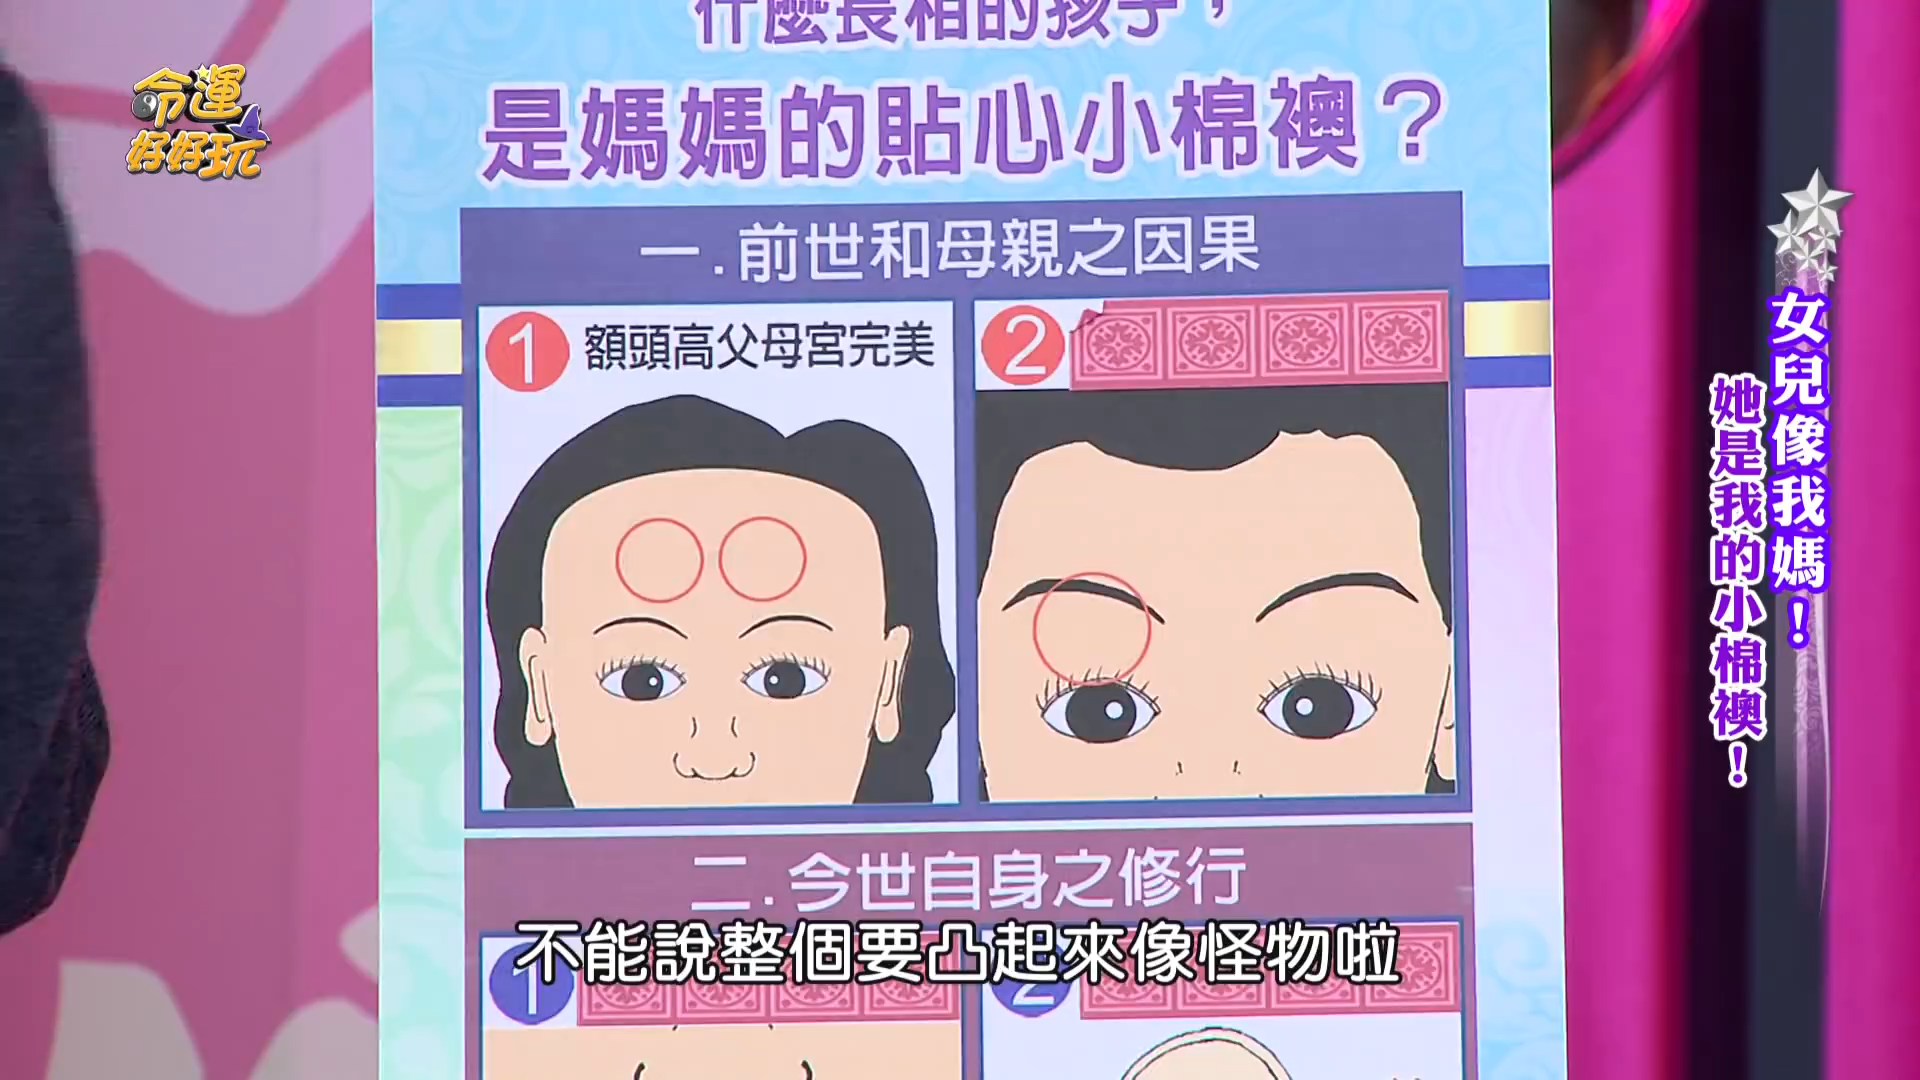 命運
好好玩
什麼長相的孩子，
是媽媽的貼心小棉襖？
一.前世和母親之因果
1 額頭高父母宮完美
2
女兒像我媽！
她是我的小棉襖！
二.今世自身之修行
1
2
不能說整個要凸起來像怪物啦